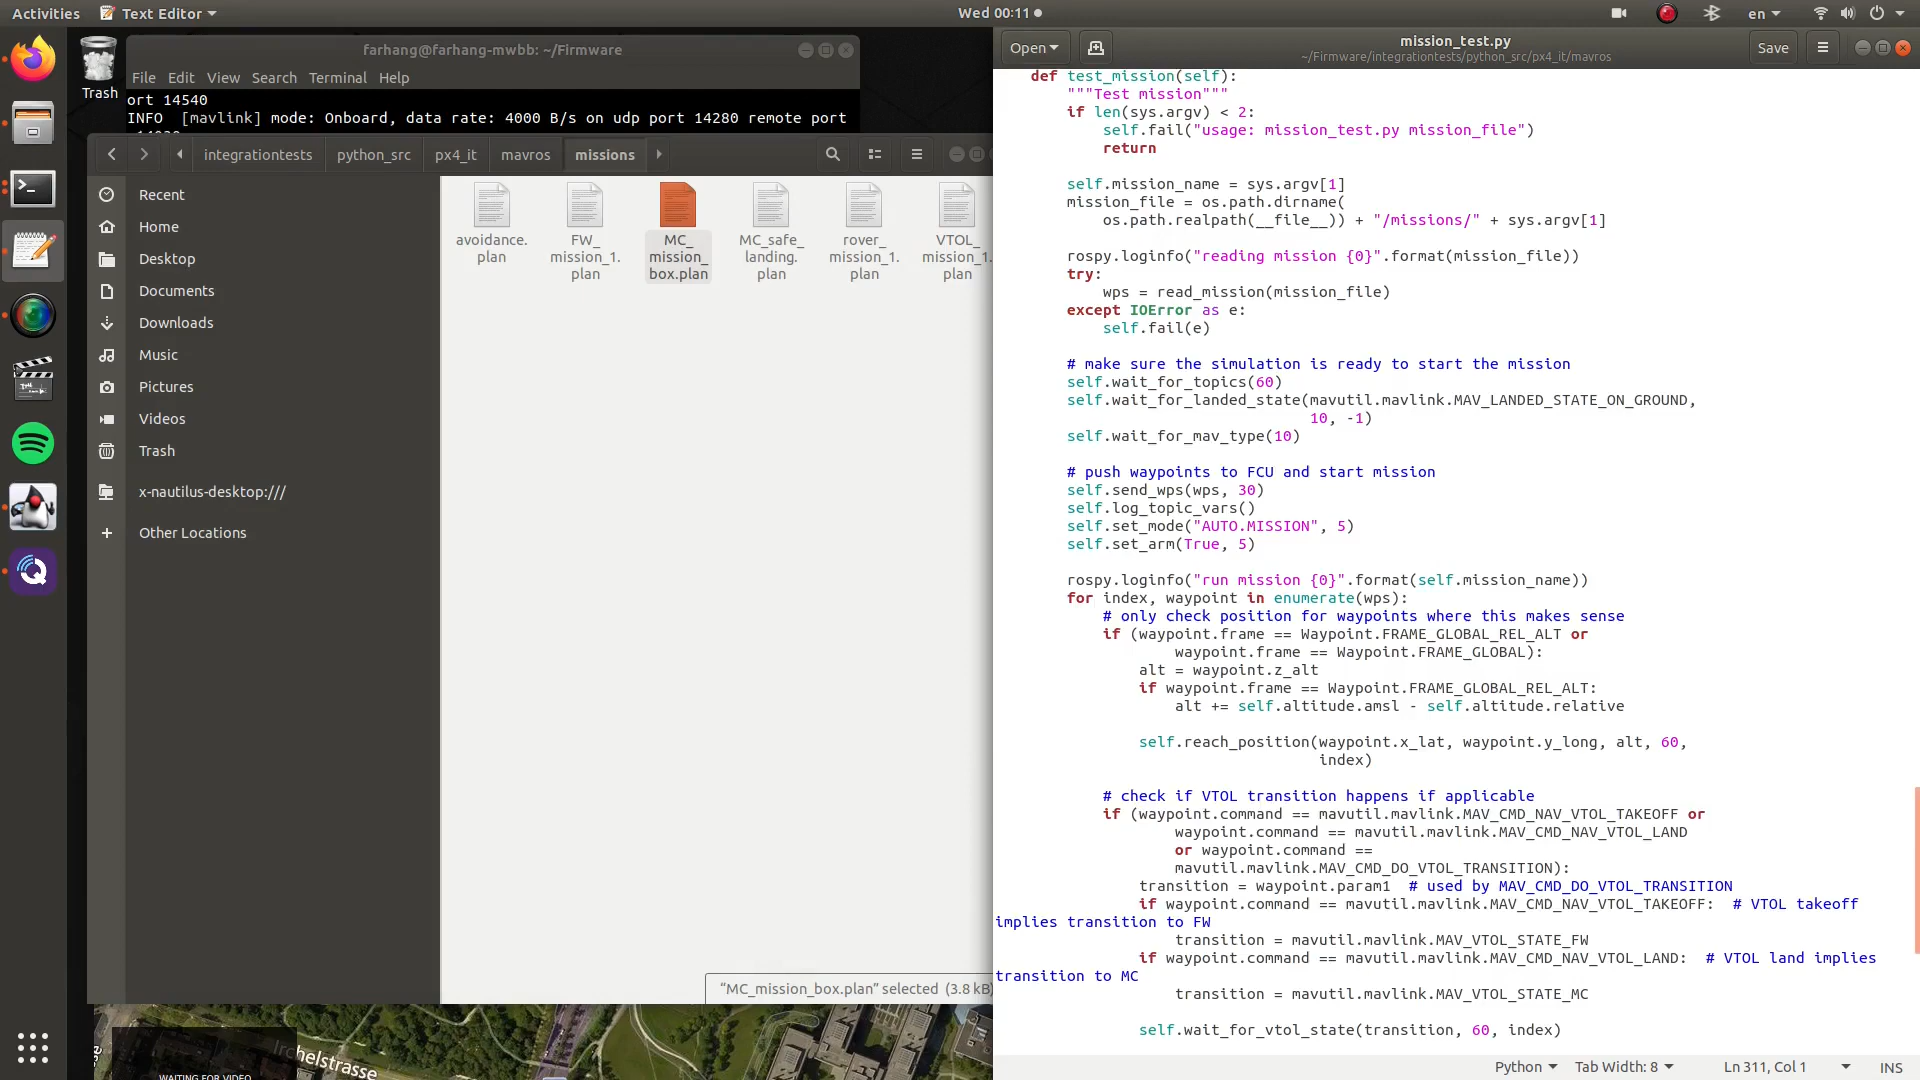 Activities
Text Editor
Wed 00:11
en
Trash
farhang@farhang-mwbb: ~/Firmware
File Edit View Search Terminal Help
ort 14540
INFO [mavlink] mode: Onboard, data rate: 4000 B/s on udp port 14280 remote port
integrationtests python_src px4_it mavros missions
Recent
Home
Desktop
Documents
Downloads
Music
Pictures
Videos
Trash
x-nautilus-desktop:///
+ Other Locations
avoidance.
plan
FW_
mission_1.
plan
MC_
mission_
box.plan
MC_safe_
landing.
plan
rover_
mission_1.
plan
VTOL_
mission_1.
plan
“MC_mission_box.plan” selected (3.8 kB)
Irchelstrasse
WAITING FOR VIDEO
Open
mission_test.py
~/Firmware/integrationtests/python_src/px4_it/mavros
Save
def test_mission(self):
"""Test mission"""
if len(sys.argv) < 2:
self.fail("usage: mission_test.py mission_file")
return
self.mission_name = sys.argv[1]
mission_file = os.path.dirname(
os.path.realpath(__file__)) + "/missions/" + sys.argv[1]
rospy.loginfo("reading mission {0}".format(mission_file))
try:
wps = read_mission(mission_file)
except IOError as e:
self.fail(e)
# make sure the simulation is ready to start the mission
self.wait_for_topics(60)
self.wait_for_landed_state(mavutil.mavlink.MAV_LANDED_STATE_ON_GROUND,
10, -1)
self.wait_for_mav_type(10)
# push waypoints to FCU and start mission
self.send_wps(wps, 30)
self.log_topic_vars()
self.set_mode("AUTO.MISSION", 5)
self.set_arm(True, 5)
rospy.loginfo("run mission {0}".format(self.mission_name))
for index, waypoint in enumerate(wps):
# only check position for waypoints where this makes sense
if (waypoint.frame == Waypoint.FRAME_GLOBAL_REL_ALT or
waypoint.frame == Waypoint.FRAME_GLOBAL):
alt = waypoint.z_alt
if waypoint.frame == Waypoint.FRAME_GLOBAL_REL_ALT:
alt += self.altitude.amsl - self.altitude.relative
self.reach_position(waypoint.x_lat, waypoint.y_long, alt, 60,
index)
# check if VTOL transition happens if applicable
if (waypoint.command == mavutil.mavlink.MAV_CMD_NAV_VTOL_TAKEOFF or
waypoint.command == mavutil.mavlink.MAV_CMD_NAV_VTOL_LAND
or waypoint.command ==
mavutil.mavlink.MAV_CMD_DO_VTOL_TRANSITION):
transition = waypoint.param1 # used by MAV_CMD_DO_VTOL_TRANSITION
if waypoint.command == mavutil.mavlink.MAV_CMD_NAV_VTOL_TAKEOFF: # VTOL takeoff
implies transition to FW
transition = mavutil.mavlink.MAV_VTOL_STATE_FW
if waypoint.command == mavutil.mavlink.MAV_CMD_NAV_VTOL_LAND: # VTOL land implies
transition to MC
transition = mavutil.mavlink.MAV_VTOL_STATE_MC
self.wait_for_vtol_state(transition, 60, index)
Python Tab Width: 8 Ln 311, Col 1 INS